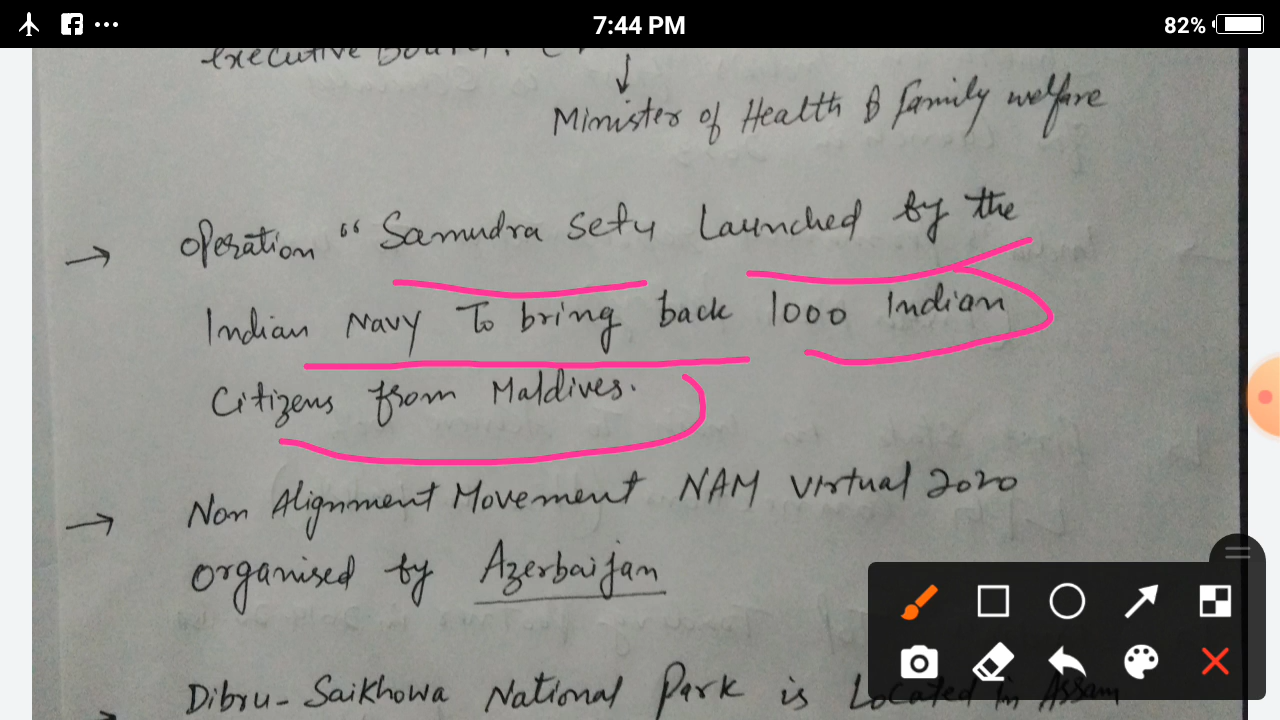 7:44 PM
82%
executive Board.
Minister of Health & family welfare
→ operation “ Samudra setu Launched by the
Indian Navy To bring back 1000 Indian
Citizens from Maldives.
→ Non Alignment Movement NAM virtual 2020
organised by Azerbaijan
Dibru-Saikhowa National Park is Located in Assam